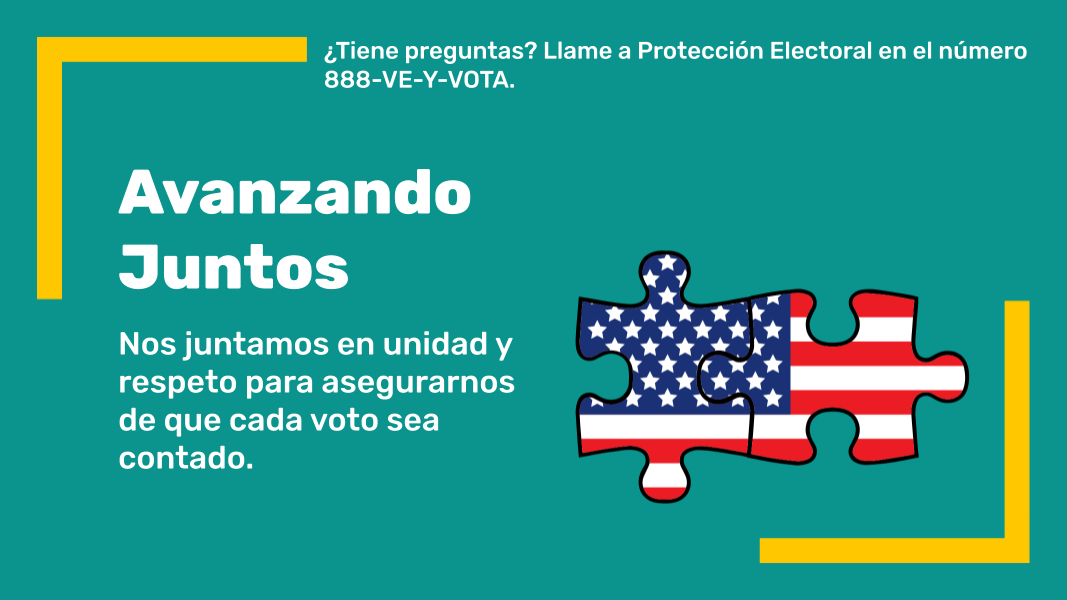 ¿Tiene preguntas? Llame a Protección Electoral en el número
888-VE-Y-VOTA.
Avanzando
Juntos
Nos juntamos en unidad y
respeto para asegurarnos
de que cada voto sea
contado.